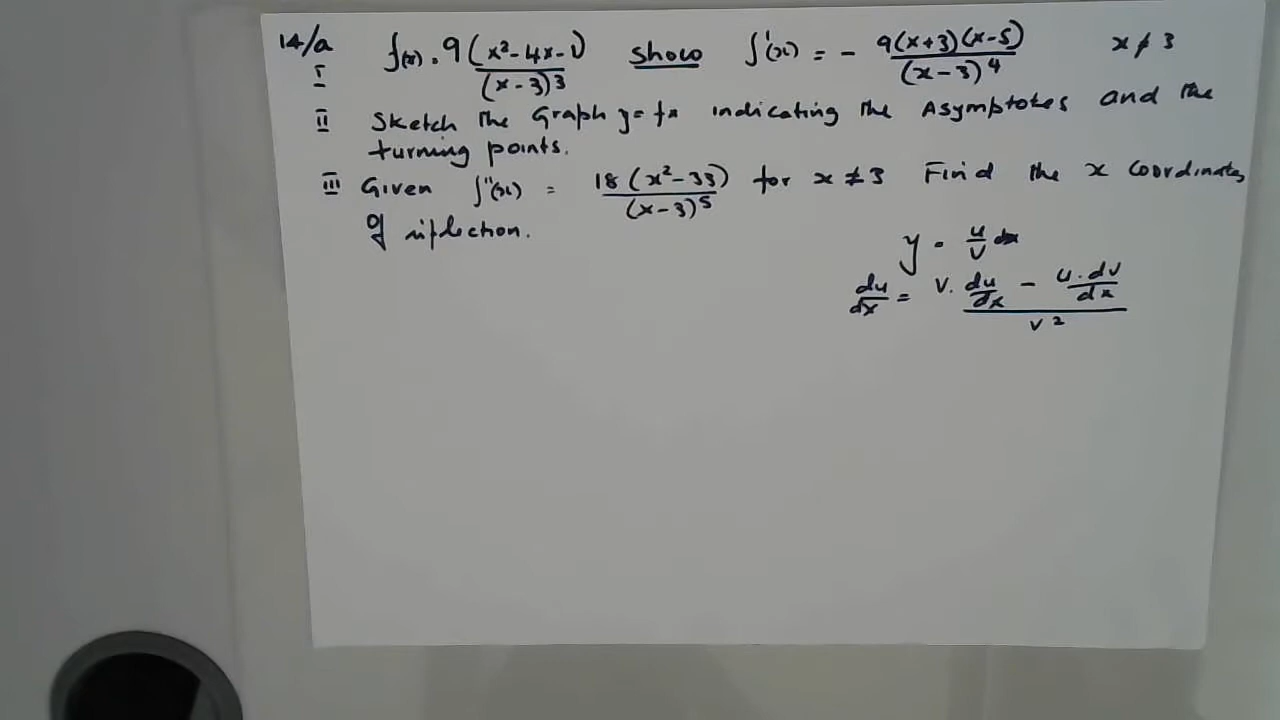 14/a f(x) = 9(x²-4x-1)/(x-3)³ show f'(x) = - 9(x+3)(x-5)/(x-3)⁴ x ≠ 3
I
II Sketch the Graph y = fx indicating the Asymptotes and the
turning points.
III Given f''(x) = 18(x²-33)/(x-3)⁵ for x ≠ 3 Find the x coordinates
of inflection.
y = u/v
du/dx = v. du/dx - u.dv/dx / v²